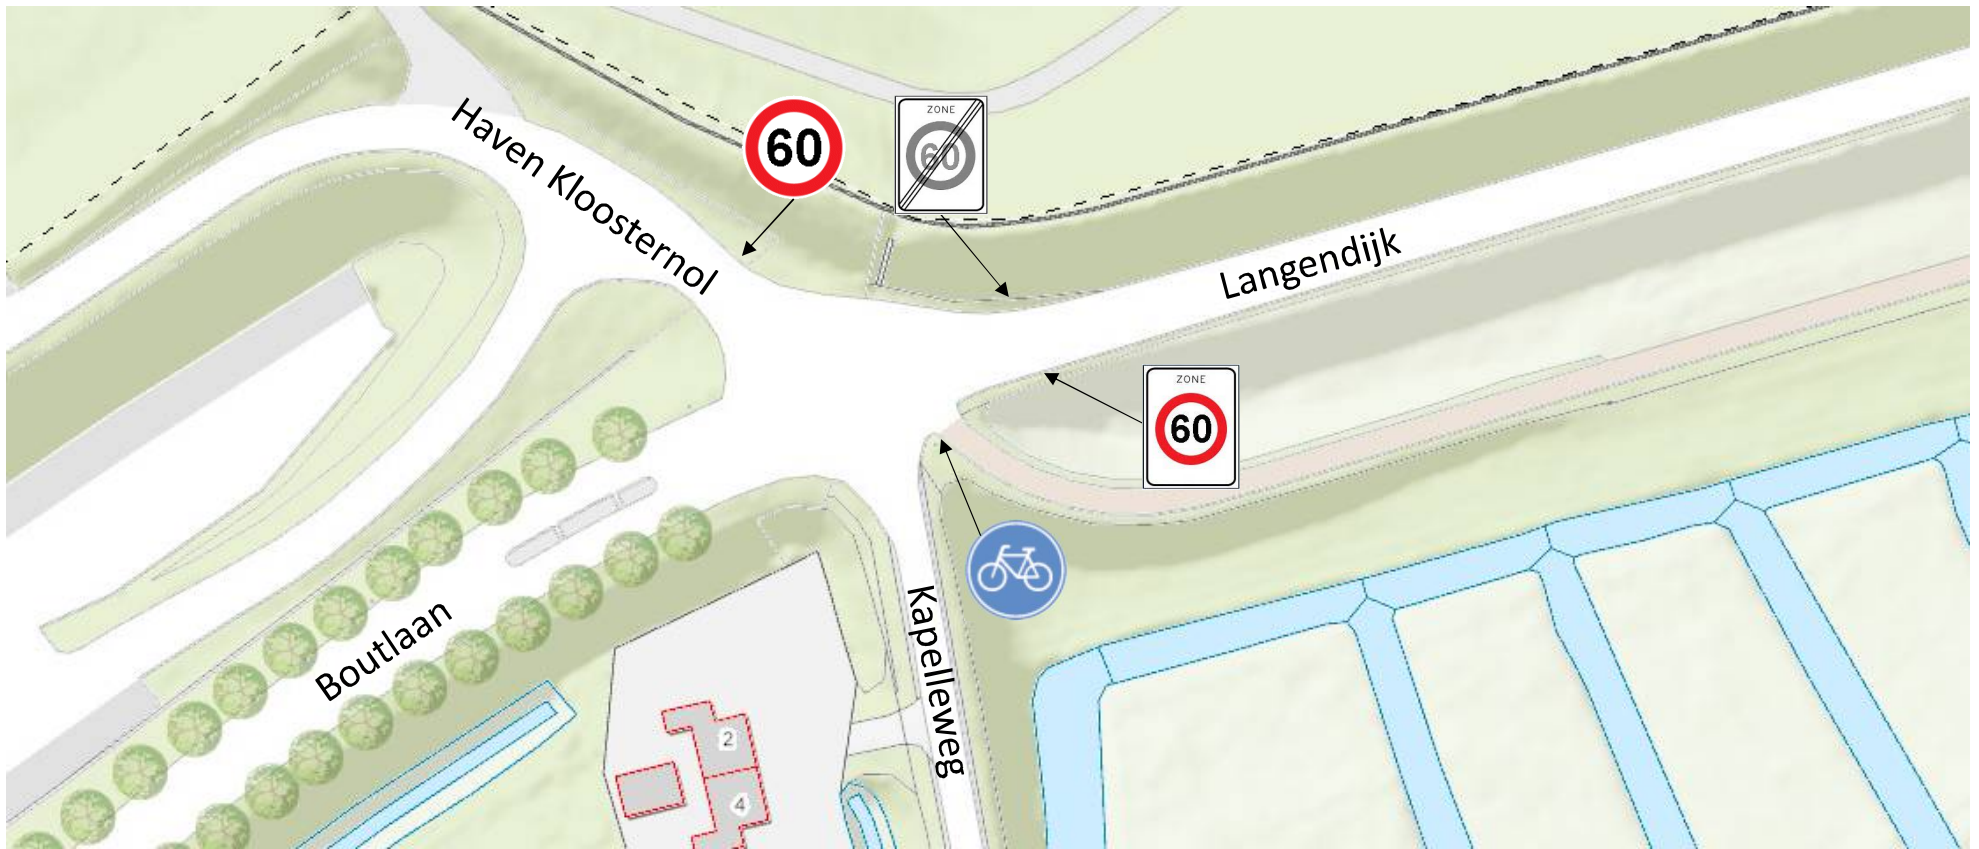 Haven Kloosternol
60
ZONE
60
Langendijk
ZONE
60
Boutlaan
Kapelleweg
2
4